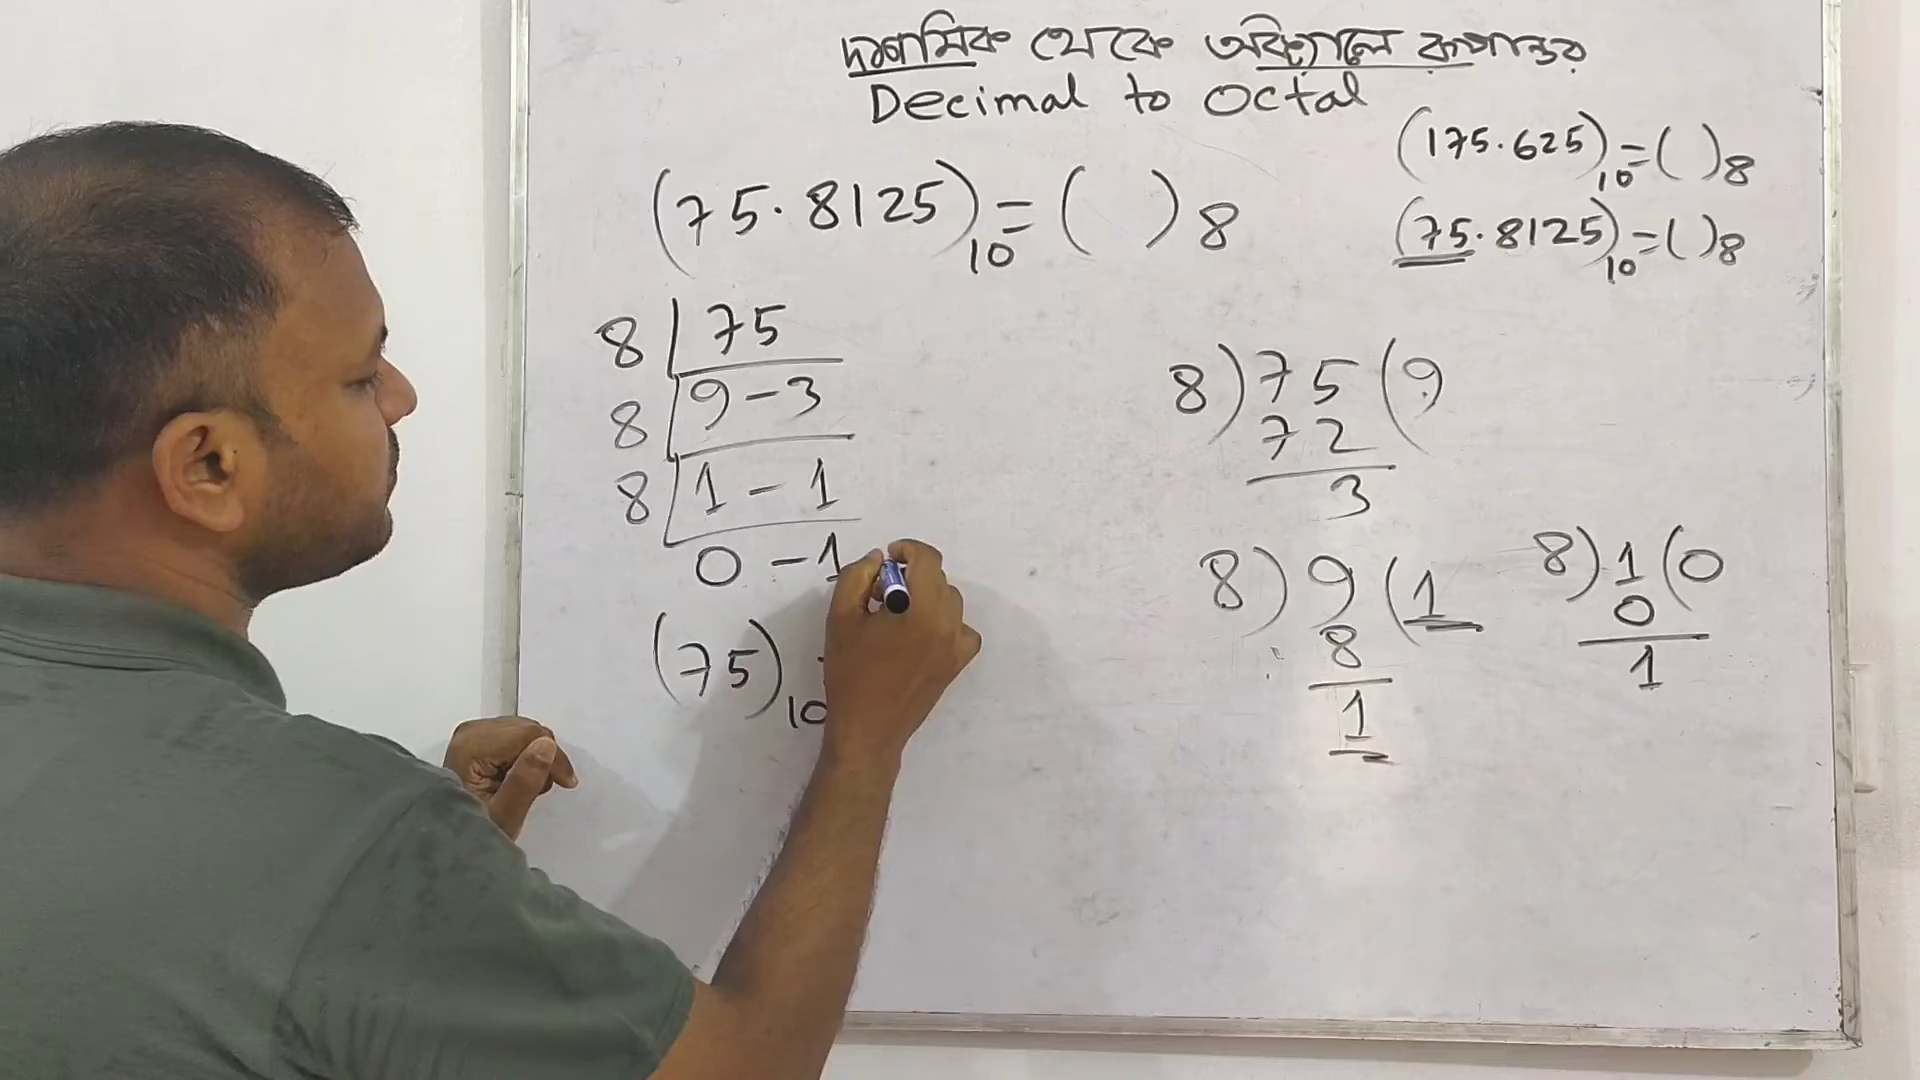 দশমিক থেকে অক্টালে রূপান্তর
Decimal to Octal
(175.625)10=( )8
(75.8125)10=( )8
(75.8125)10=( )8
8 | 75
8 | 9 - 3
8 | 1 - 1
0 - 1
(75)10
8)75(9
72
3
8)9(1
8
1
8)1(0
0
1